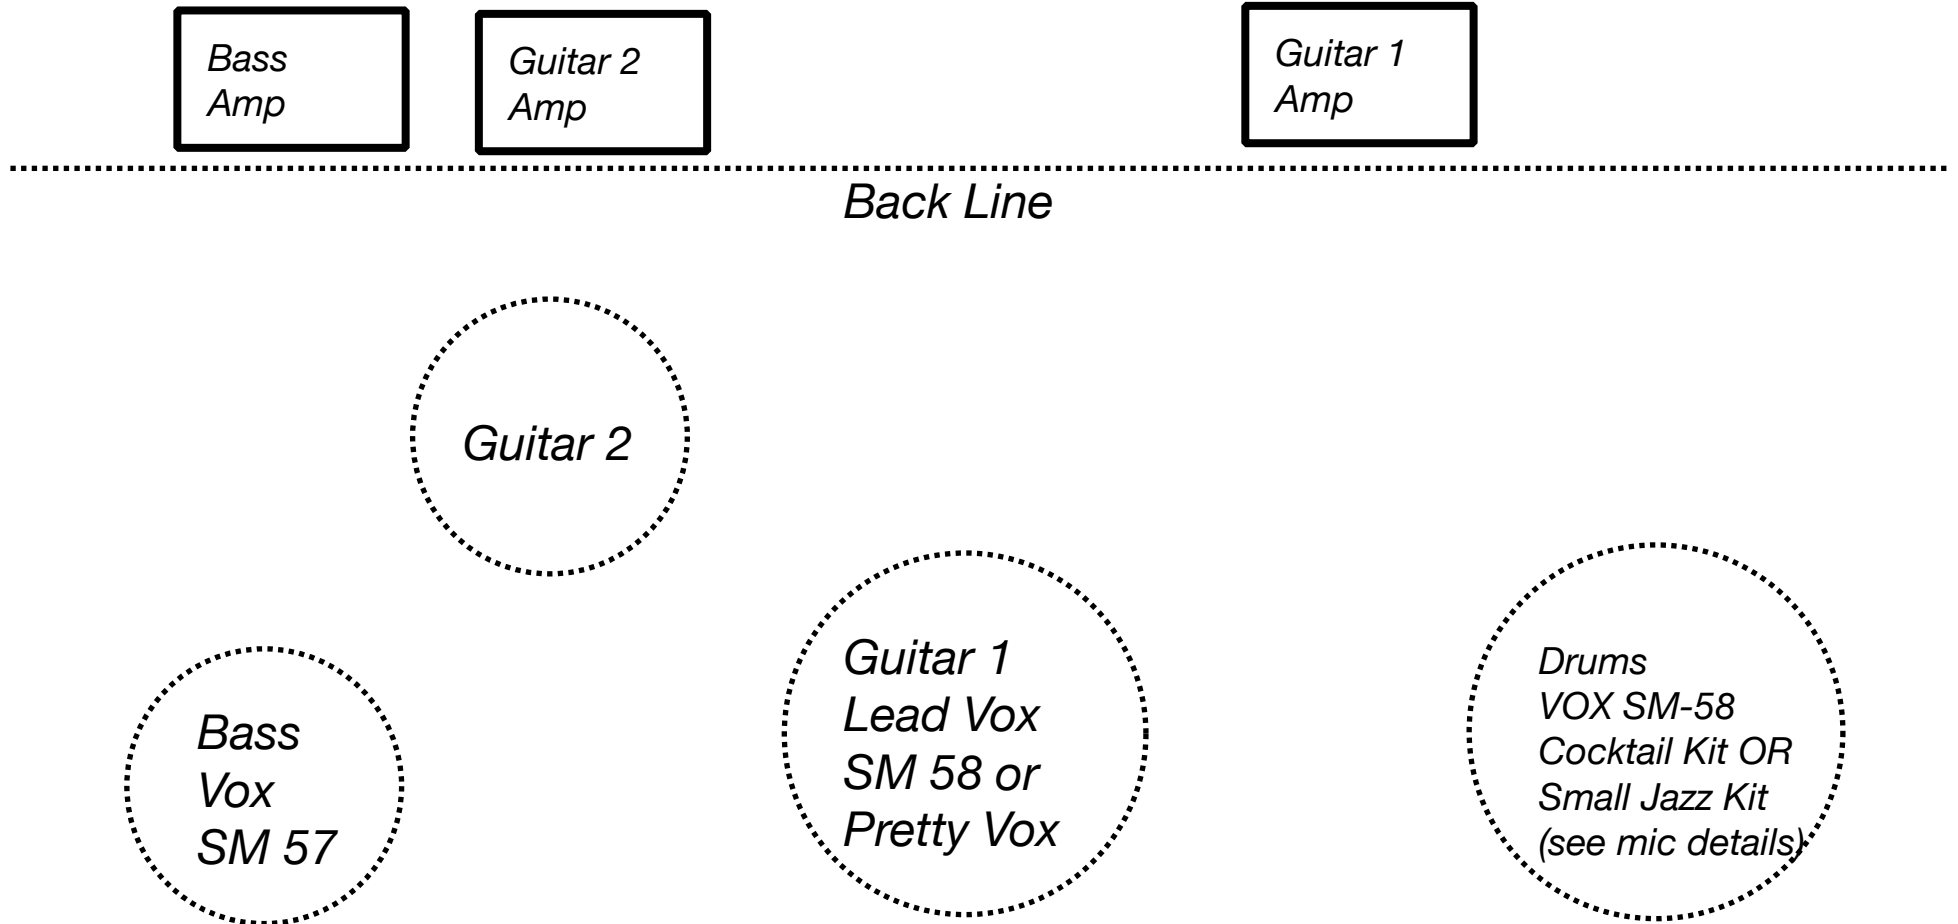 Bass
Amp
Guitar 2
Amp
Guitar 1
Amp
Back Line
Guitar 2
Bass
Vox
SM 57
Guitar 1
Lead Vox
SM 58 or
Pretty Vox
Drums
VOX SM-58
Cocktail Kit OR
Small Jazz Kit
(see mic details)